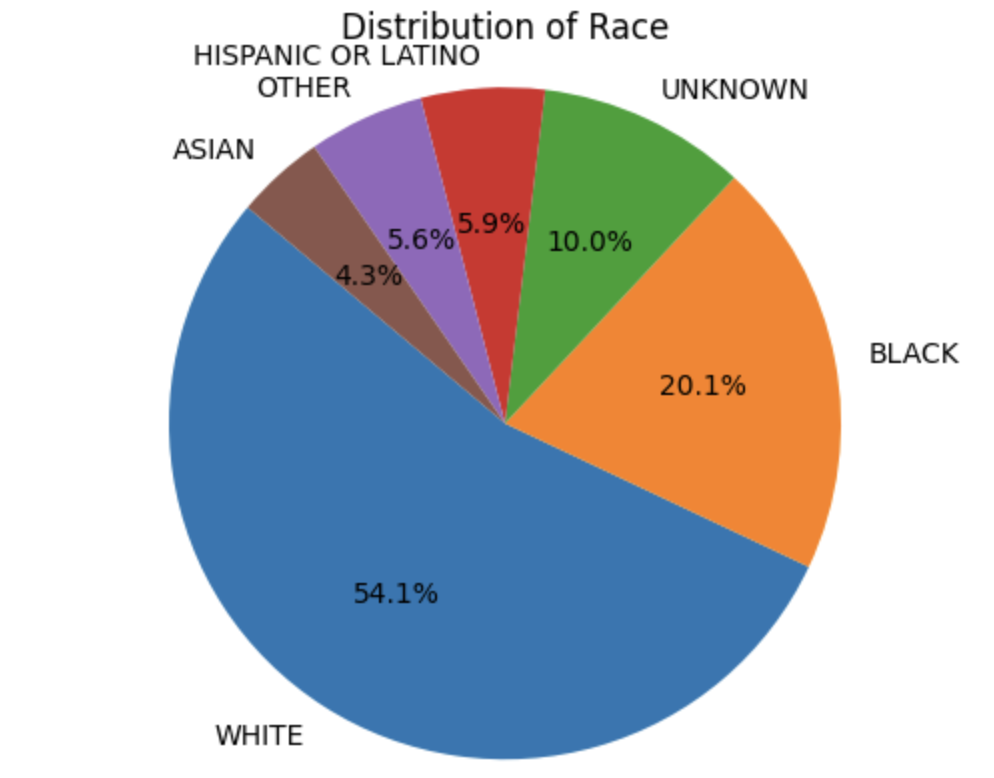 Distribution of Race
HISPANIC OR LATINO
OTHER
UNKNOWN
ASIAN
5.9%
5.6%
10.0%
4.3%
BLACK
20.1%
54.1%
WHITE